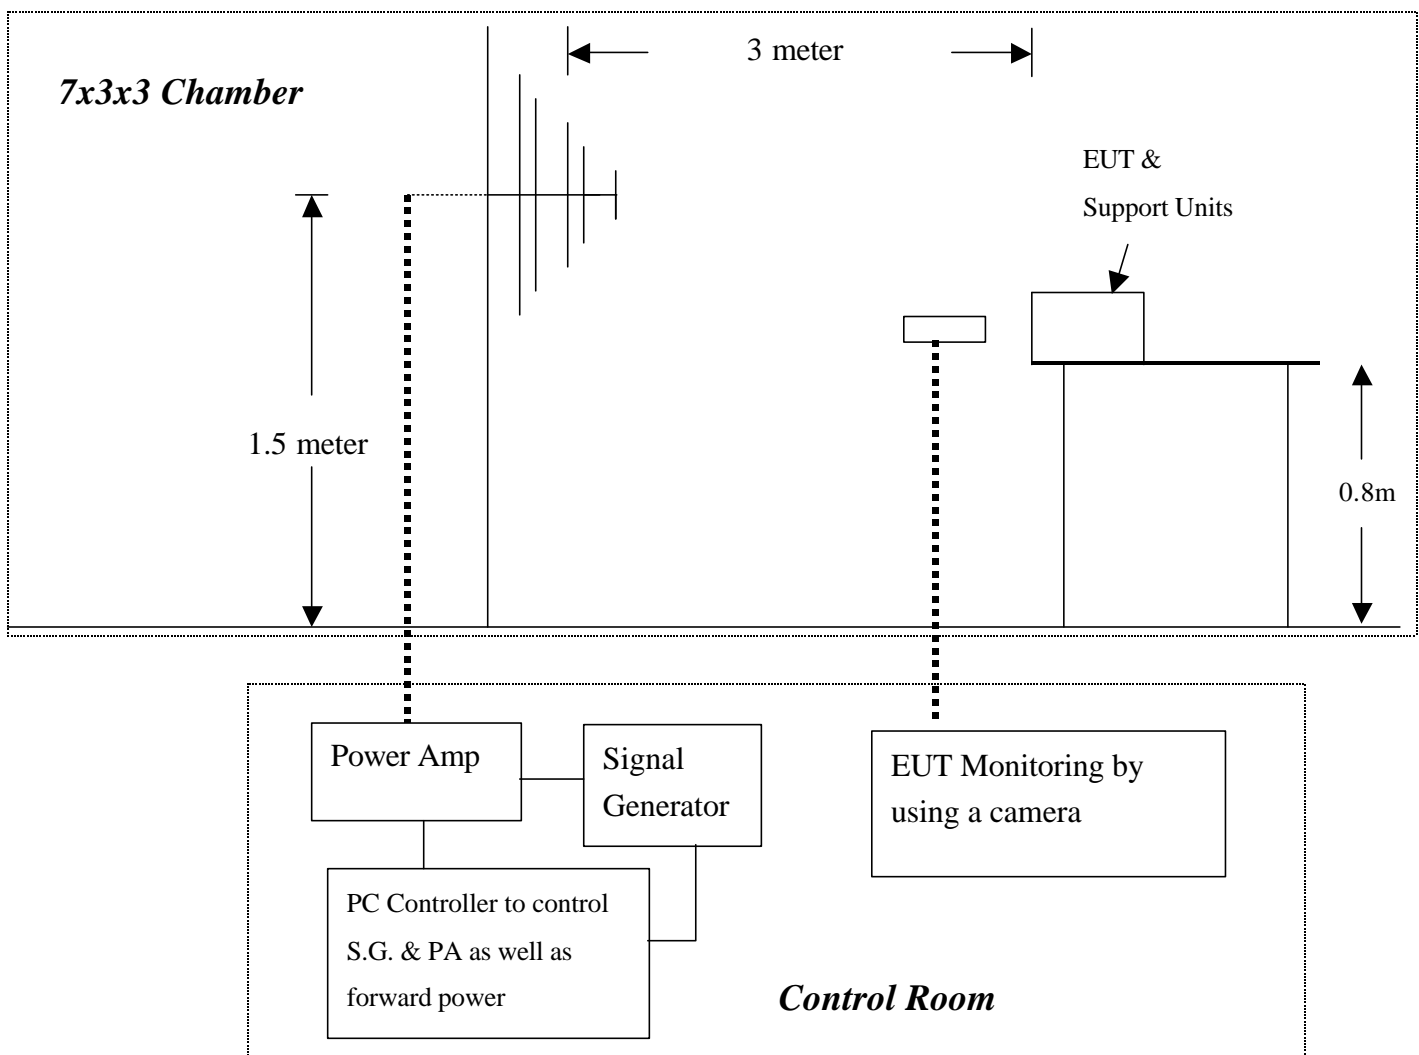 3 meter
7x3x3 Chamber
EUT &
Support Units
1.5 meter
0.8m
Power Amp
Signal
Generator
EUT Monitoring by
using a camera
PC Controller to control
S.G. & PA as well as
forward power
Control Room